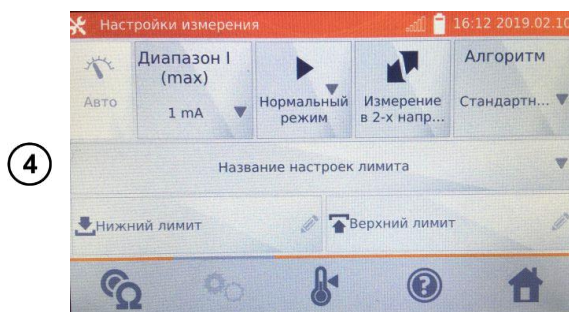 Настройки измерения 16:12 2019.02.10
Авто
Диапазон I
(max)
1 mA
Нормальный
режим
Измерение
в 2-х напр...
Алгоритм
Стандартн...
4
Название настроек лимита
Нижний лимит
Верхний лимит
Ω
?